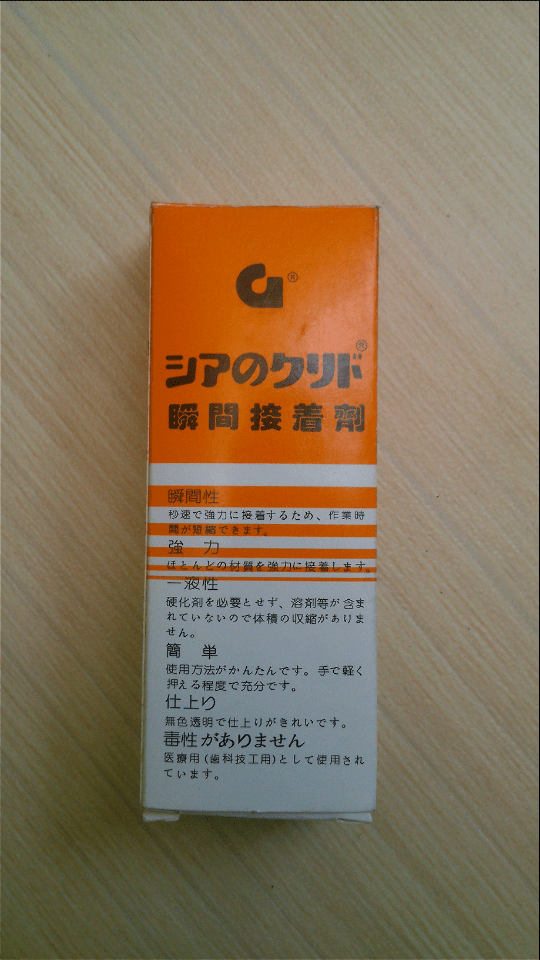 ®
シアのクリド®
瞬間接着剤
瞬間性
秒速で強力に接着するため、作業時
間が短縮できます。
強 力
ほとんどの材質を強力に接着します。
一液性
硬化剤を必要とせず、溶剤等が含ま
れていないので体積の収縮がありま
せん。
簡 単
使用方法がかんたんです。手で軽く
押える程度で充分です。
仕上り
無色透明で仕上りがきれいです。
毒性がありません
医療用(歯科技工用)として使用され
ています。